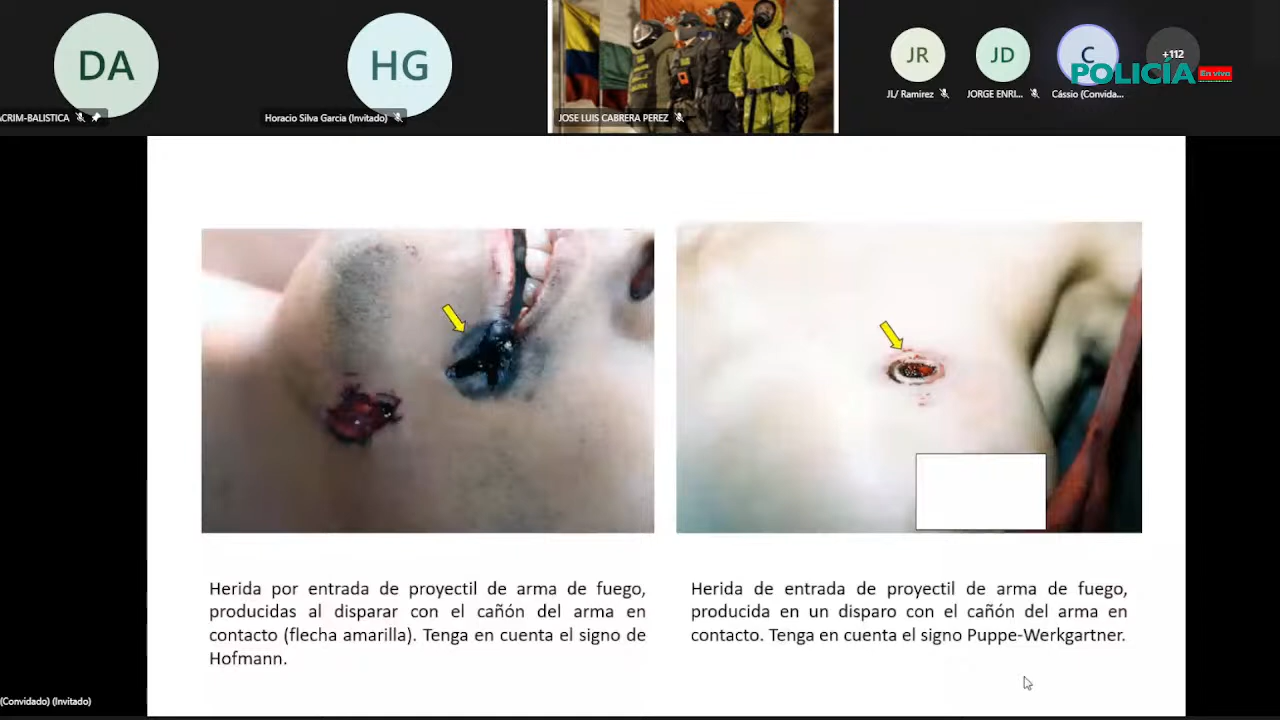 DA
HG
JR
JD
C
+112
POLICÍA En vivo
ACRIM-BALISTICA
Horacio Silva Garcia (Invitado)
JOSE LUIS CABRERA PEREZ
JL/ Ramirez
JORGE ENRI...
Cássio (Convida...
Herida por entrada de proyectil de arma de fuego,
producidas al disparar con el cañón del arma en
contacto (flecha amarilla). Tenga en cuenta el signo de
Hofmann.
Herida de entrada de proyectil de arma de fuego,
producida en un disparo con el cañón del arma en
contacto. Tenga en cuenta el signo Puppe-Werkgartner.
(Convidado) (Invitado)